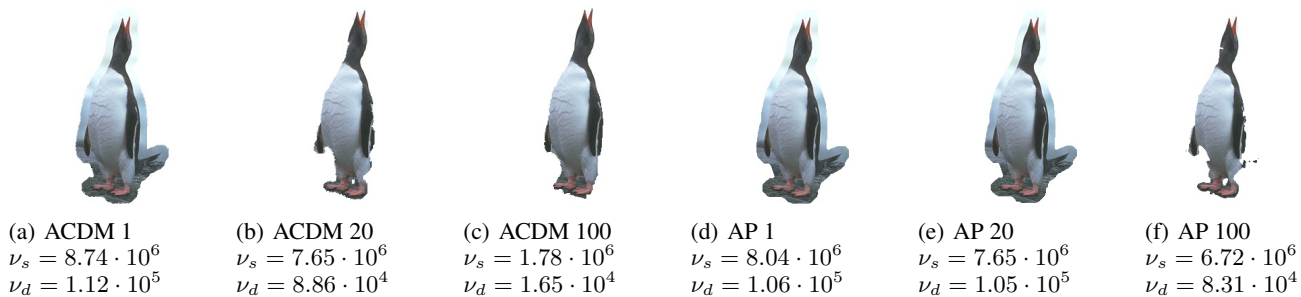 (a) ACDM 1
ν_s = 8.74 · 10^6
ν_d = 1.12 · 10^5
(b) ACDM 20
ν_s = 7.65 · 10^6
ν_d = 8.86 · 10^4
(c) ACDM 100
ν_s = 1.78 · 10^6
ν_d = 1.65 · 10^4
(d) AP 1
ν_s = 8.04 · 10^6
ν_d = 1.06 · 10^5
(e) AP 20
ν_s = 7.65 · 10^6
ν_d = 1.05 · 10^5
(f) AP 100
ν_s = 6.72 · 10^6
ν_d = 8.31 · 10^4